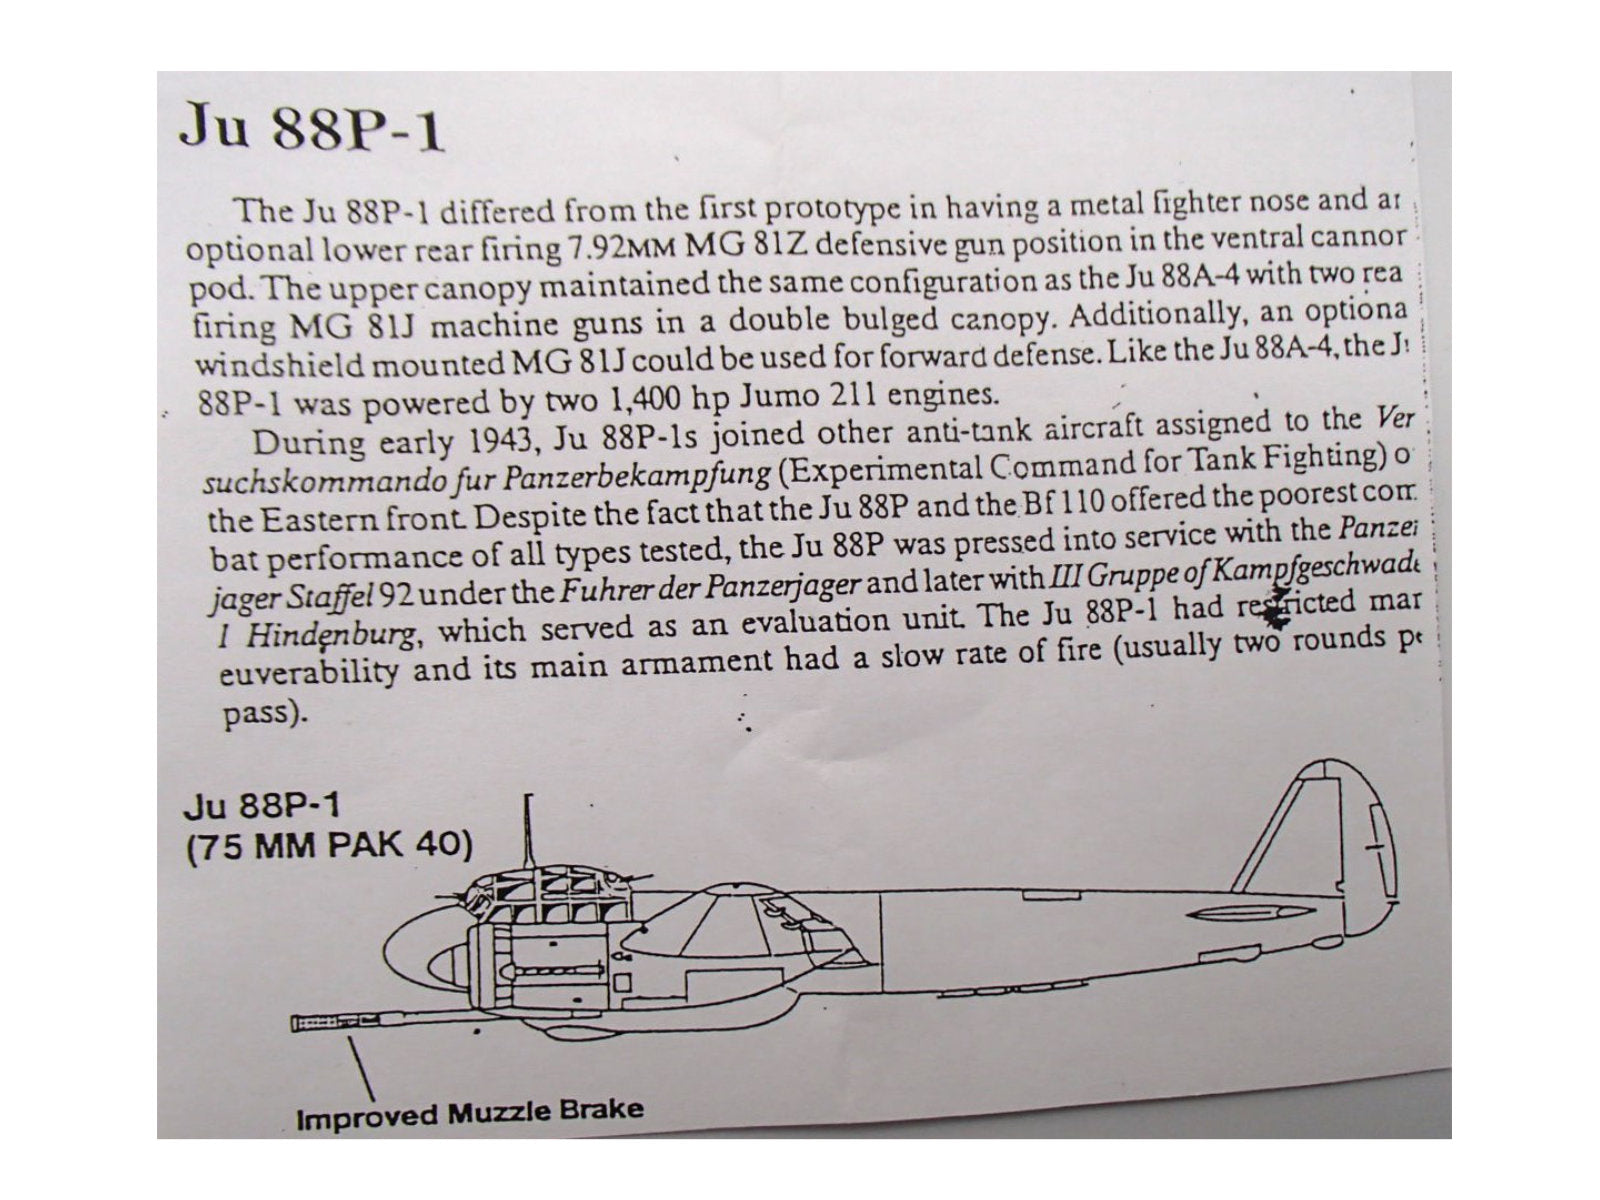 Ju 88P-1
The Ju 88P-1 differed from the first prototype in having a metal fighter nose and ar
optional lower rear firing 7.92MM MG 81Z defensive gun position in the ventral cannor
pod. The upper canopy maintained the same configuration as the Ju 88A-4 with two rea
firing MG 81J machine guns in a double bulged canopy. Additionally, an optiona
windshield mounted MG 81J could be used for forward defense. Like the Ju 88A-4, the Ju
88P-1 was powered by two 1,400 hp Jumo 211 engines.
During early 1943, Ju 88P-1s joined other anti-tank aircraft assigned to the Ver
suchskommando fur Panzerbekampfung (Experimental Command for Tank Fighting) o
the Eastern front. Despite the fact that the Ju 88P and the Bf 110 offered the poorest com
bat performance of all types tested, the Ju 88P was pressed into service with the Panzer
jager Staffel 92 under the Fuhrer der Panzerjager and later with III Gruppe of Kampfgeschwade
1 Hindenburg, which served as an evaluation unit. The Ju 88P-1 had restricted man
euverability and its main armament had a slow rate of fire (usually two rounds pe
pass).
Ju 88P-1
(75 MM PAK 40)
Improved Muzzle Brake